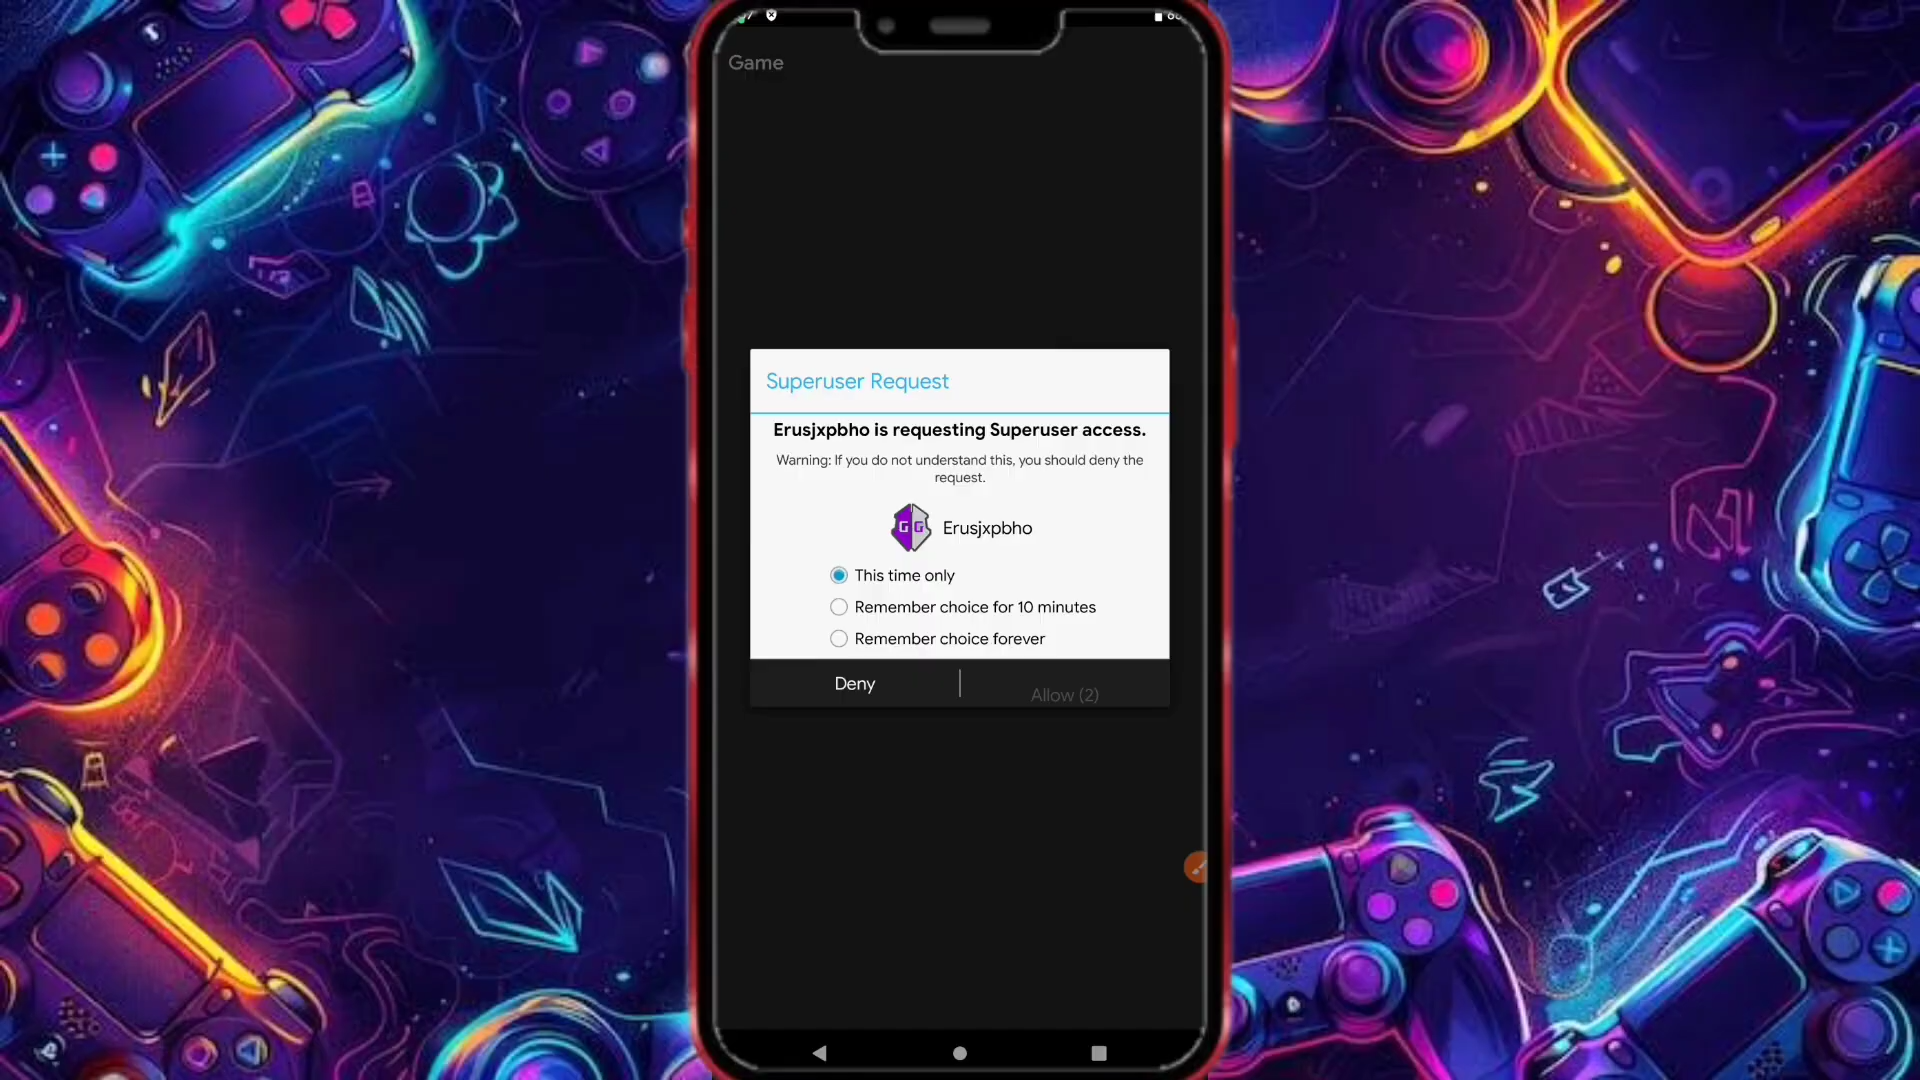 Game
Superuser Request
Erusjxpbho is requesting Superuser access.
Warning: If you do not understand this, you should deny the
request.
G G
Erusjxpbho
This time only
Remember choice for 10 minutes
Remember choice forever
Deny
Allow (2)